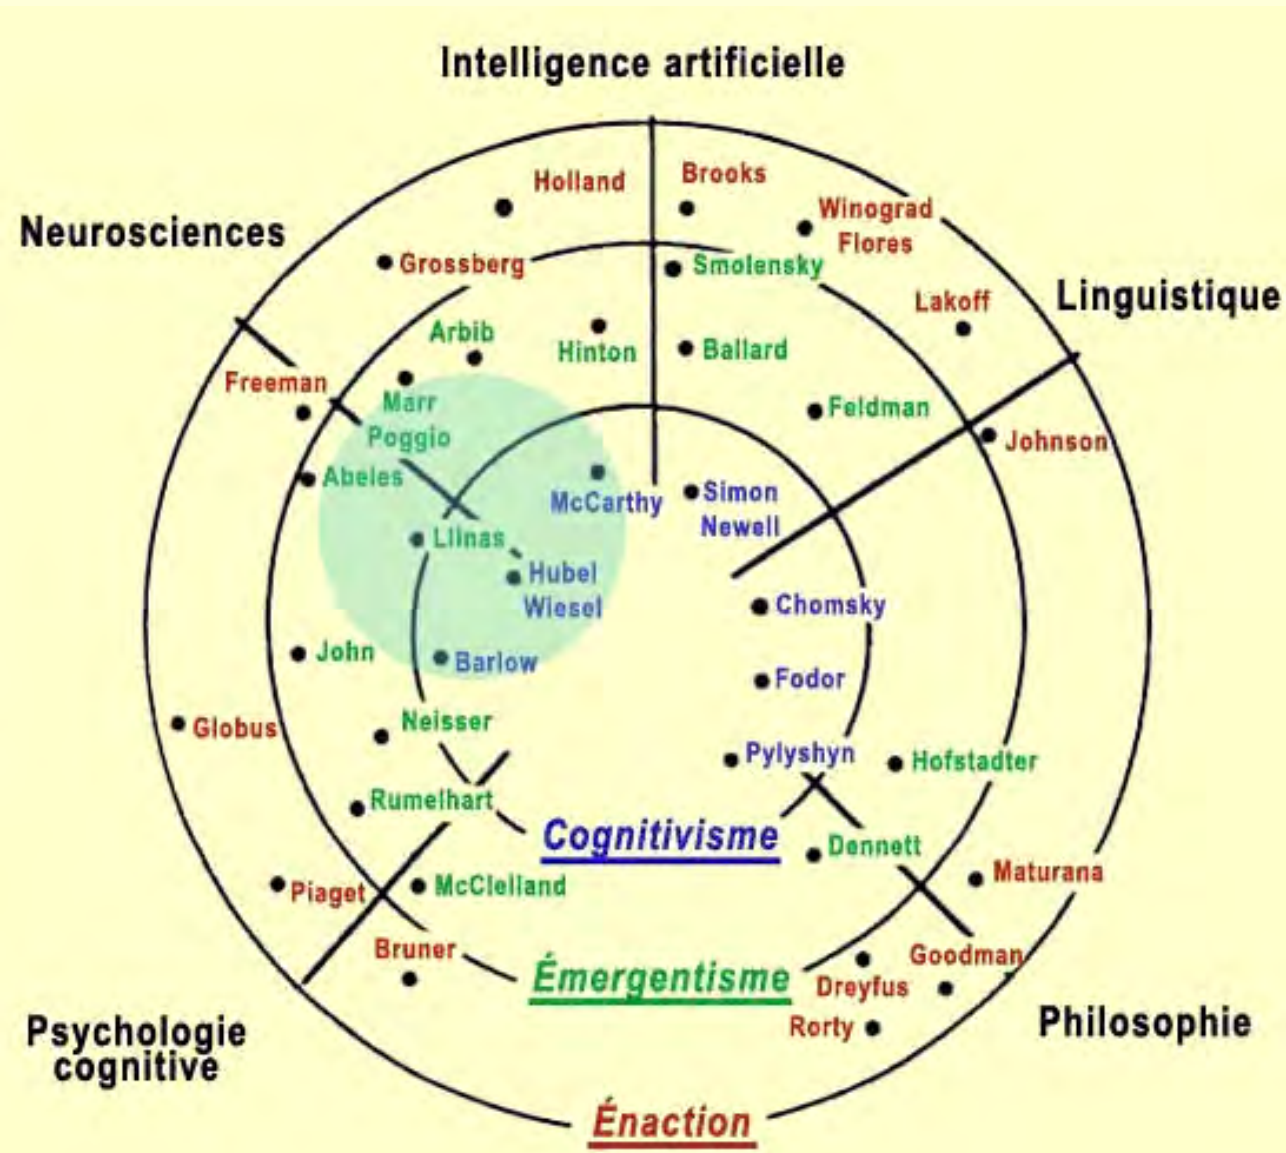 Intelligence artificielle
Holland
Brooks
Winograd
Flores
Neurosciences
Grossberg
Smolensky
Linguistique
Lakoff
Arbib
Hinton
Ballard
Freeman
Marr
Poggio
Feldman
Johnson
Abeles
McCarthy
Simon
Newell
Llinas
Hubel
Wiesel
Chomsky
John
Barlow
Fodor
Globus
Neisser
Pylyshyn
Hofstadter
Rumelhart
Cognitivisme
Dennett
Piaget
McClelland
Maturana
Bruner
Goodman
Émergentisme
Dreyfus
Rorty
Psychologie
cognitive
Philosophie
Énaction